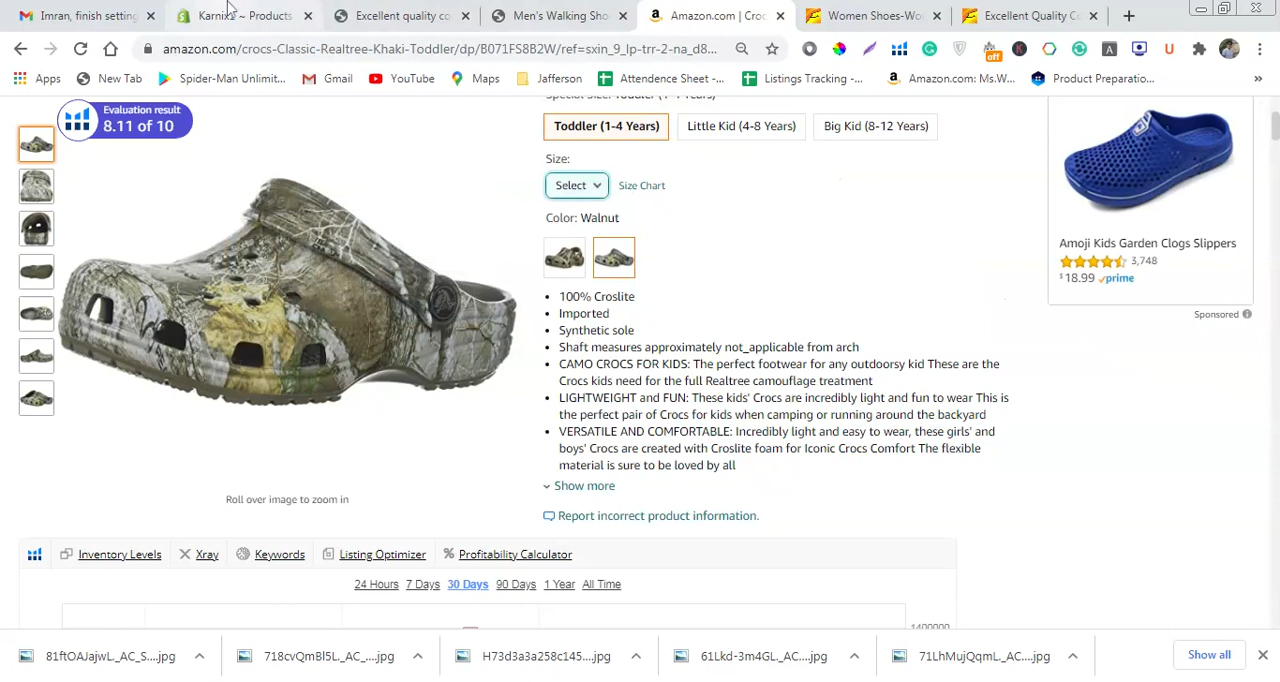 Imran, finish setting
Karnix ~ Products
Excellent quality co
Men's Walking Sho
Amazon.com | Croc
Women Shoes-Wo
Excellent Quality Co
amazon.com/crocs-Classic-Realtree-Khaki-Toddler/dp/B071FS8B2W/ref=sxin_9_lp-trr-2-na_d8...
off
Apps
New Tab
Spider-Man Unlimit...
Gmail
YouTube
Maps
Jafferson
Attendence Sheet -...
Listings Tracking -...
Amazon.com: Ms.W...
Product Preparatio...
Evaluation result
8.11 of 10
Toddler (1-4 Years)
Little Kid (4-8 Years)
Big Kid (8-12 Years)
Size:
Select
Size Chart
Color: Walnut
100% Croslite
Imported
Synthetic sole
Shaft measures approximately not_applicable from arch
CAMO CROCS FOR KIDS: The perfect footwear for any outdoorsy kid These are the
Crocs kids need for the full Realtree camouflage treatment
LIGHTWEIGHT and FUN: These kids' Crocs are incredibly light and fun to wear This is
the perfect pair of Crocs for kids when camping or running around the backyard
VERSATILE AND COMFORTABLE: Incredibly light and easy to wear, these girls' and
boys' Crocs are created with Croslite foam for Iconic Crocs Comfort The flexible
material is sure to be loved by all
Show more
Report incorrect product information.
Roll over image to zoom in
Amoji Kids Garden Clogs Slippers
3,748
$18.99 prime
Sponsored
Inventory Levels
Xray
Keywords
Listing Optimizer
Profitability Calculator
24 Hours 7 Days 30 Days 90 Days 1 Year All Time
1400000
81ftOAJajwL._AC_S....jpg
718cvQmBl5L._AC_....jpg
H73d3a3a258c145....jpg
61Lkd-3m4GL._AC....jpg
71LhMujQqmL._AC....jpg
Show all